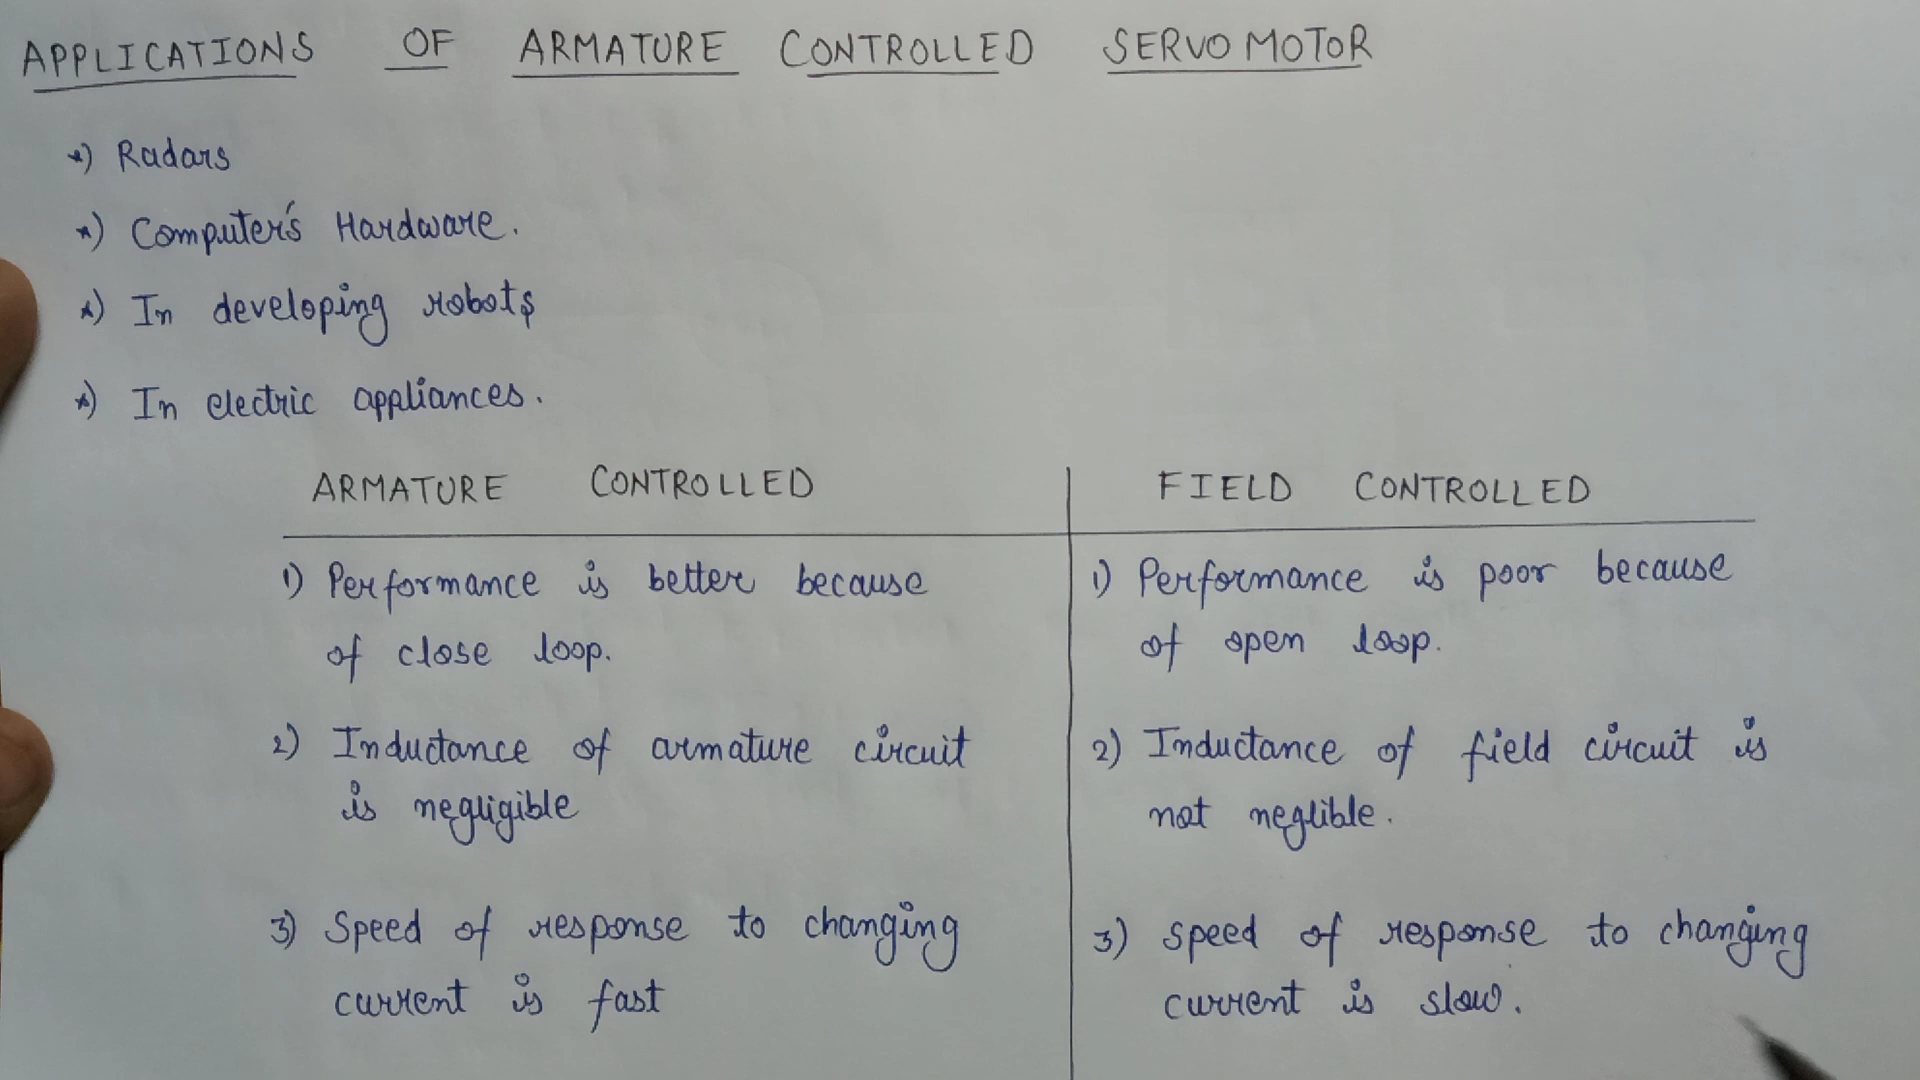 APPLICATIONS OF ARMATURE CONTROLLED SERVO MOTOR
*) Radars
*) Computer's Hardware.
*) In developing robots
*) In electric appliances.
ARMATURE CONTROLLED
1) Performance is better because
of close loop.
2) Inductance of armature circuit
is negligible
3) Speed of response to changing
current is fast
FIELD CONTROLLED
1) Performance is poor because
of open loop.
2) Inductance of field circuit is
not neglible.
3) Speed of response to changing
current is slow.